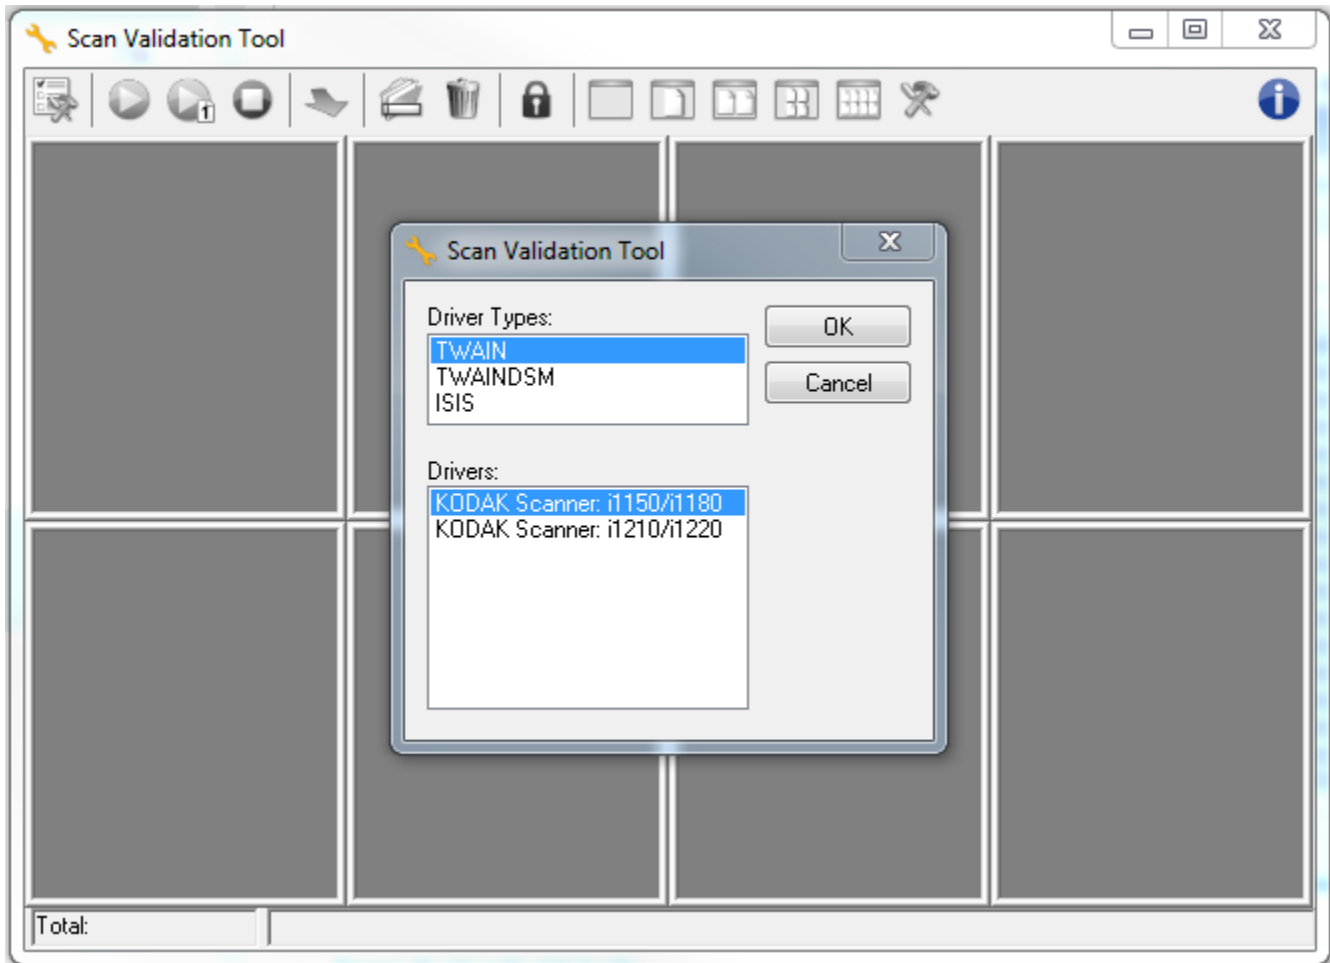 Scan Validation Tool
1
i
Scan Validation Tool
Driver Types:
OK
TWAIN
TWAINDSM
Cancel
ISIS
Drivers:
KODAK Scanner: i1150/i1180
KODAK Scanner: i1210/i1220
Total: